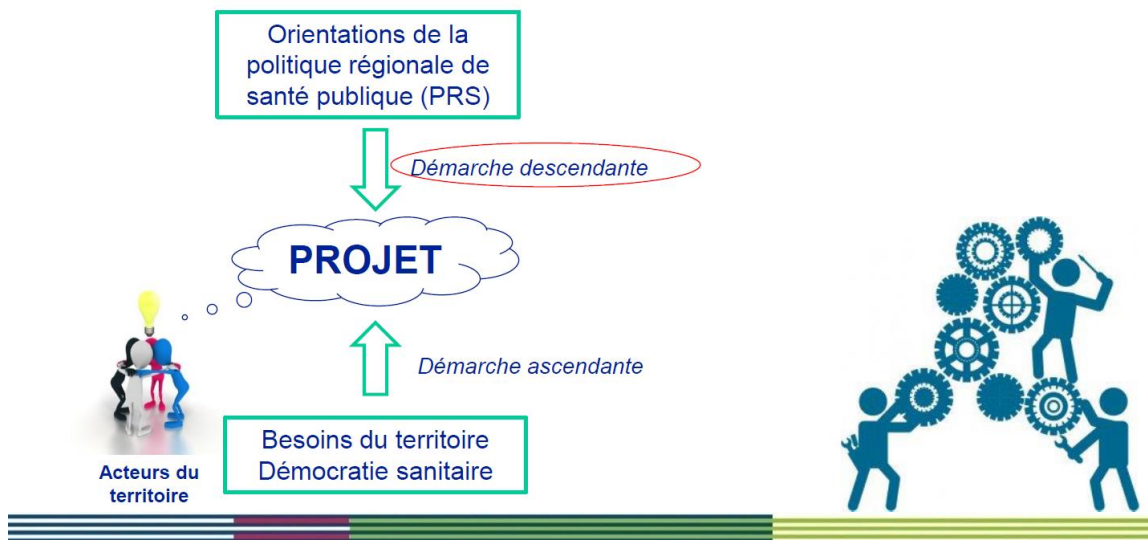 Orientations de la
politique régionale de
santé publique (PRS)
Démarche descendante
PROJET
Démarche ascendante
Besoins du territoire
Démocratie sanitaire
Acteurs du
territoire